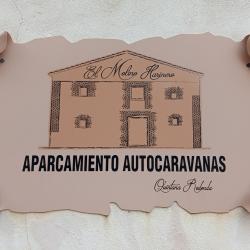 El Molino Harinero
APARCAMIENTO AUTOCARAVANAS
Quintana Redonda